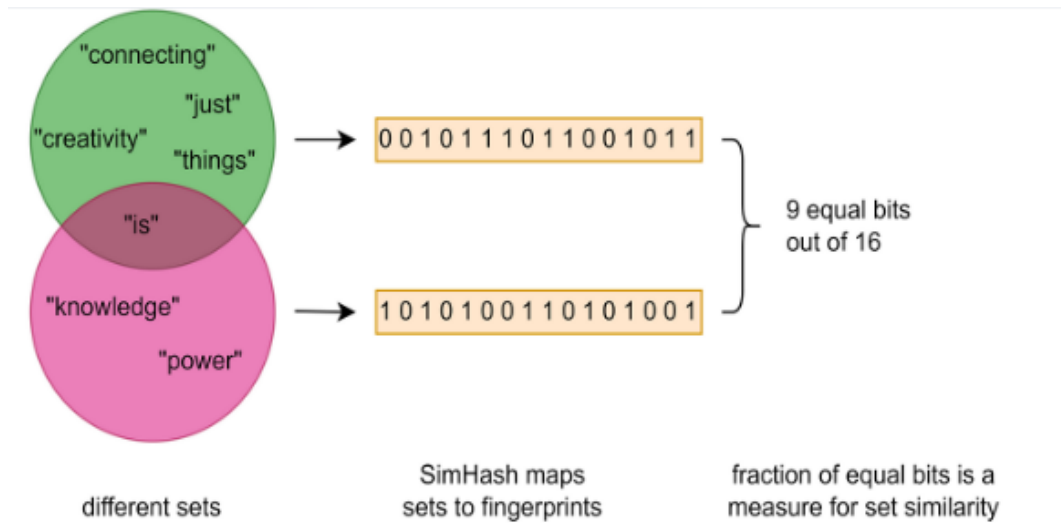 "connecting"
"just"
"creativity"
"things"
"is"
"knowledge"
"power"
0 0 1 0 1 1 1 0 1 1 0 0 1 0 1 1
1 0 1 0 1 0 0 1 1 0 1 0 1 0 0 1
9 equal bits
out of 16
different sets
SimHash maps
sets to fingerprints
fraction of equal bits is a
measure for set similarity